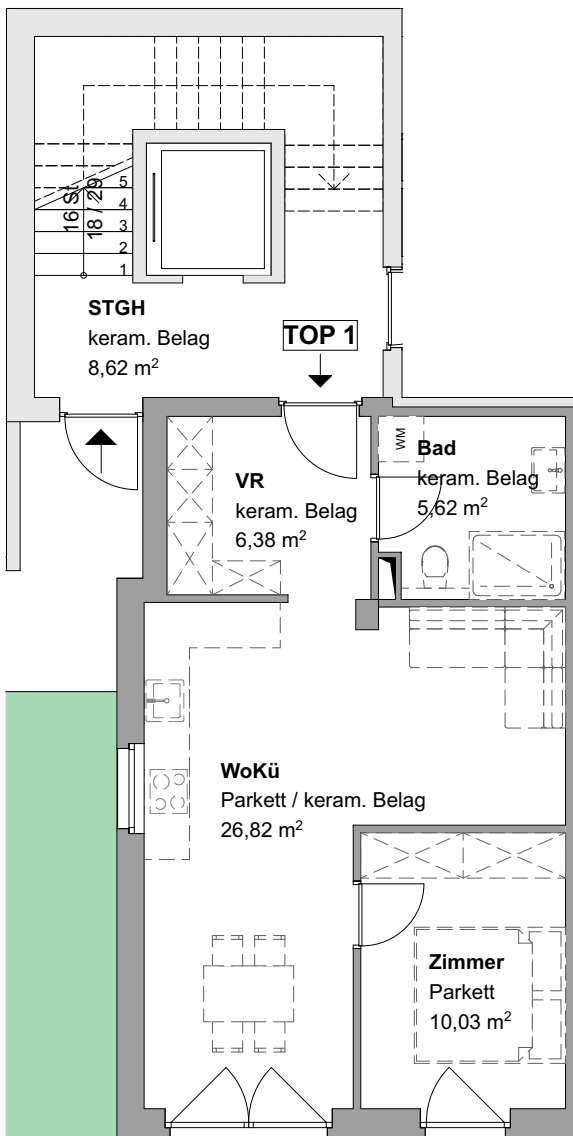 5
4
3
2
1
16 St
18 / 29
STGH
keram. Belag
8,62 m²
TOP 1
WM
Bad
keram. Belag
5,62 m²
VR
keram. Belag
6,38 m²
WoKü
Parkett / keram. Belag
26,82 m²
Zimmer
Parkett
10,03 m²